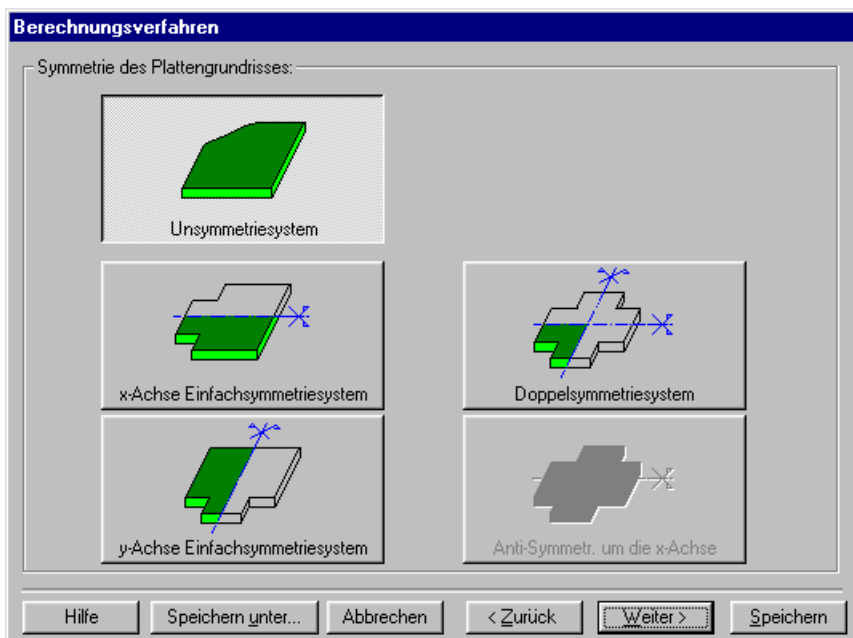 Berechnungsverfahren
Symmetrie des Plattengrundrisses:
Unsymmetriesystem
x-Achse Einfachsymmetriesystem
Doppelsymmetriesystem
y-Achse Einfachsymmetriesystem
Anti-Symmetr. um die x-Achse
Hilfe
Speichern unter...
Abbrechen
< Zurück
Weiter >
Speichern